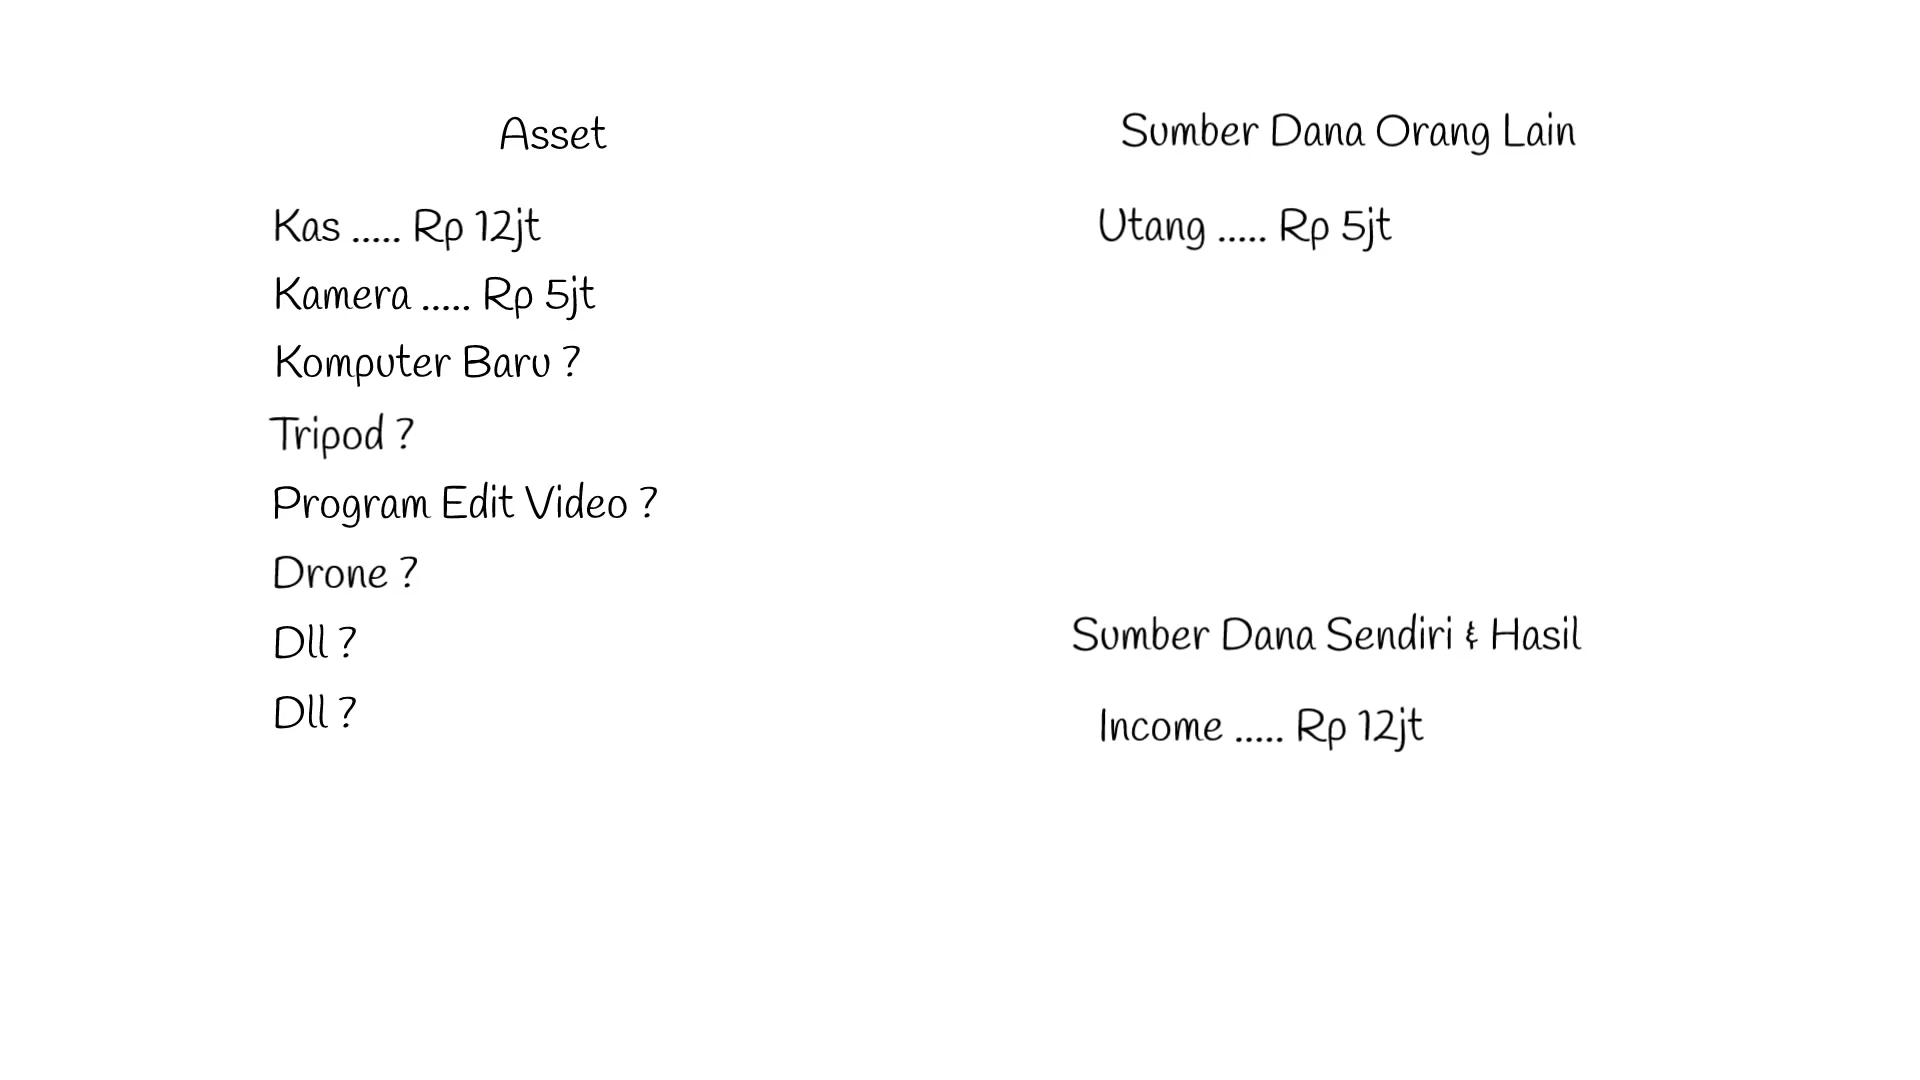 Asset
Kas ..... Rp 12jt
Kamera ..... Rp 5jt
Komputer Baru ?
Tripod ?
Program Edit Video ?
Drone ?
Dll ?
Dll ?
Sumber Dana Orang Lain
Utang ..... Rp 5jt
Sumber Dana Sendiri & Hasil
Income ..... Rp 12jt